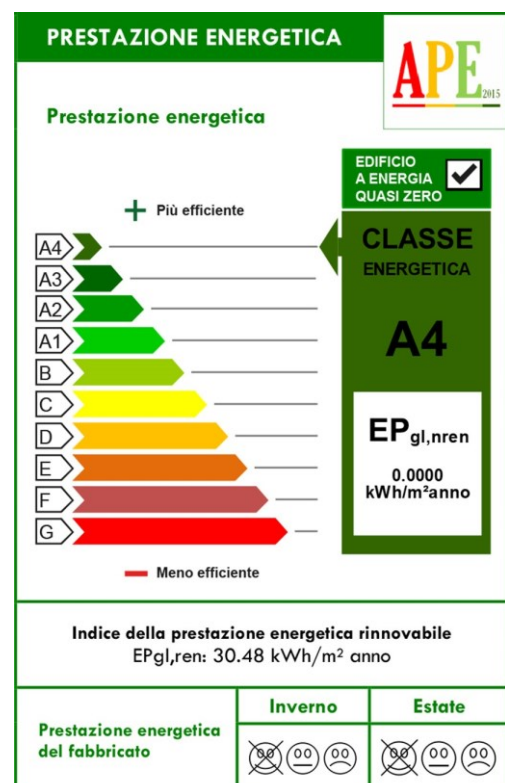 PRESTAZIONE ENERGETICA
APE 2015
Prestazione energetica
EDIFICIO
A ENERGIA
QUASI ZERO
+ Più efficiente
CLASSE
ENERGETICA
A4
A4
A3
A2
A1
B
C
D
E
F
G
EPgl,nren
0.0000
kWh/m²anno
– Meno efficiente
Indice della prestazione energetica rinnovabile
EPgl,ren: 30.48 kWh/m² anno
Prestazione energetica
del fabbricato
Inverno
Estate